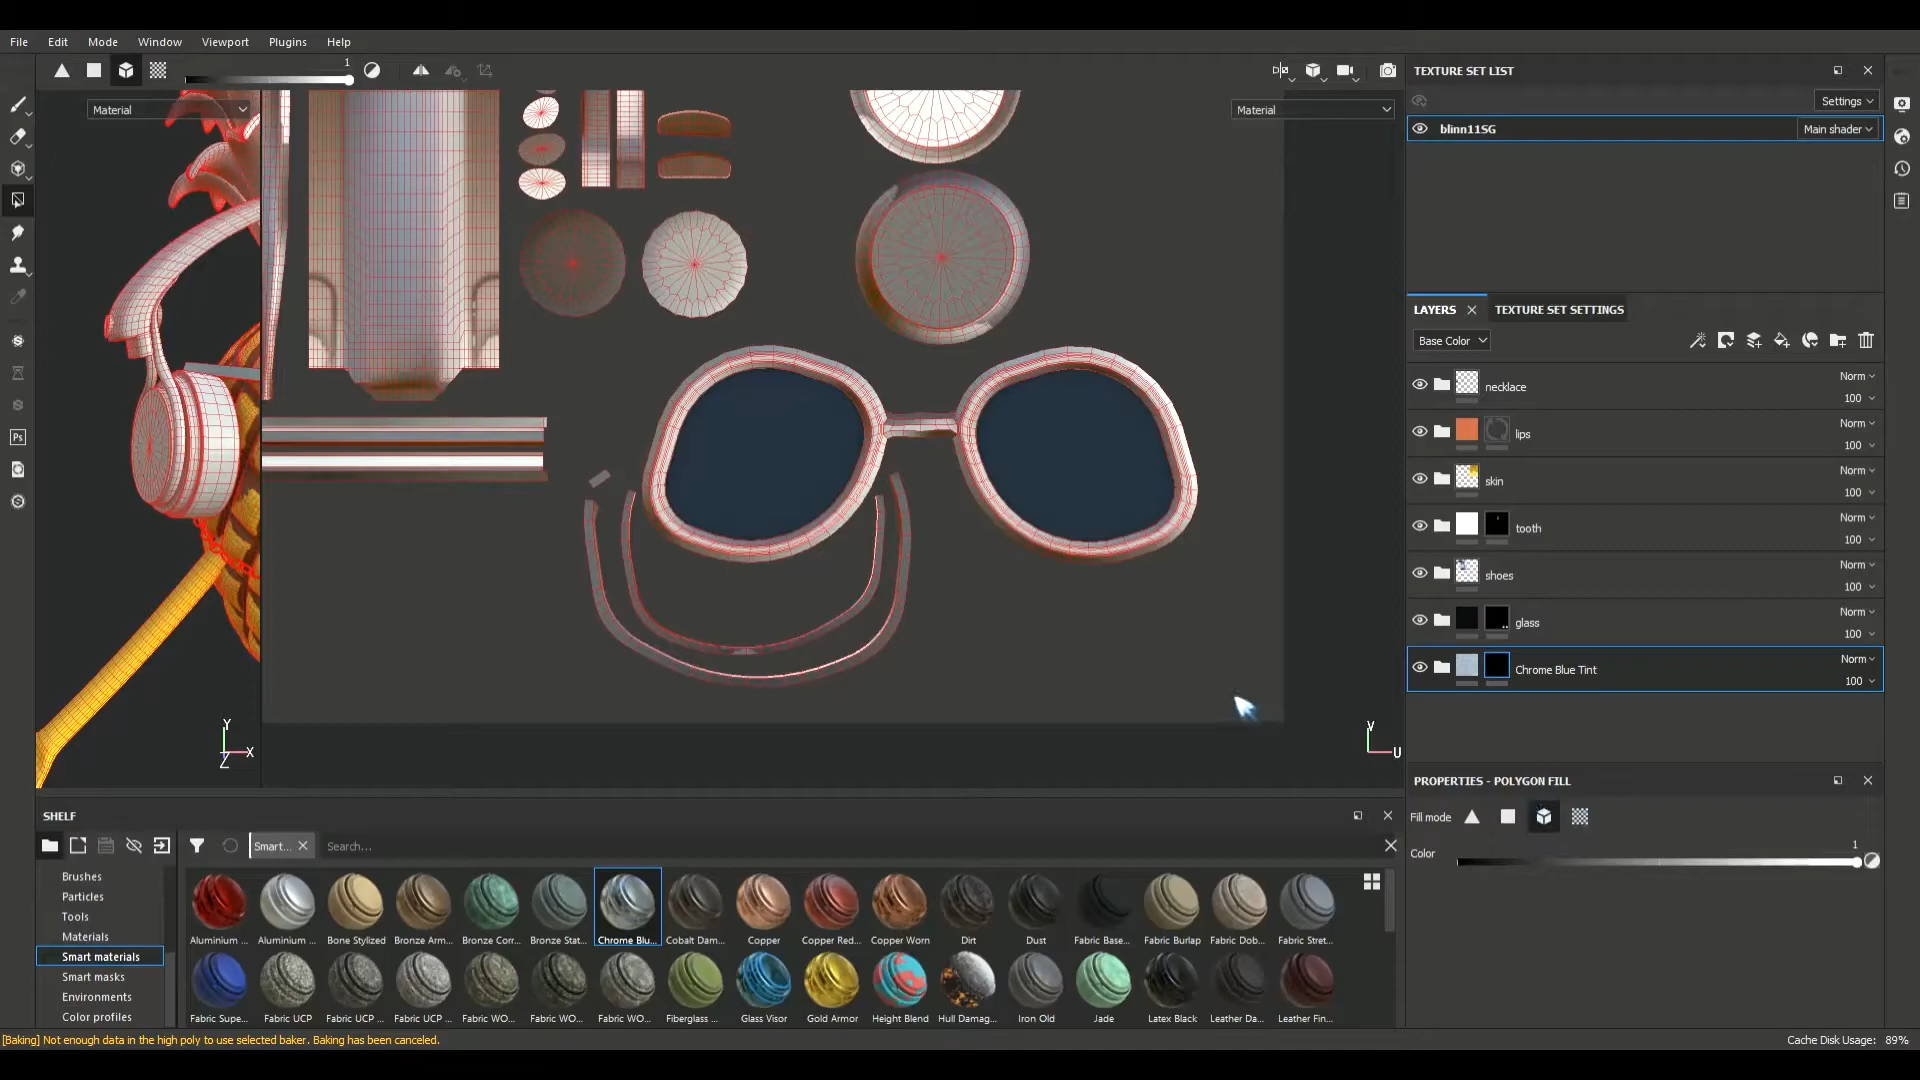 File Edit Mode Window Viewport Plugins Help
1
Material
Material
TEXTURE SET LIST
Settings
blinn11SG Main shader
LAYERS TEXTURE SET SETTINGS
Base Color
necklace Norm
100
lips Norm
100
skin Norm
100
tooth Norm
100
shoes Norm
100
glass Norm
100
Chrome Blue Tint Norm
100
Ps
Y
X
Z
V
U
PROPERTIES - POLYGON FILL
Fill mode
Color 1
SHELF
Smart... Search...
Brushes
Particles
Tools
Materials
Smart materials
Smart masks
Environments
Color profiles
Aluminium ... Aluminium ... Bone Stylized Bronze Arm... Bronze Corr... Bronze Stat... Chrome Blu... Cobalt Dam... Copper Copper Red... Copper Worn Dirt Dust Fabric Base... Fabric Burlap Fabric Dob... Fabric Stret...
Fabric Supe... Fabric UCP Fabric UCP ... Fabric UCP ... Fabric WO... Fabric WO... Fabric WO... Fiberglass ... Glass Visor Gold Armor Height Blend Hull Damag... Iron Old Jade Latex Black Leather Da... Leather Fin...
[Baking] Not enough data in the high poly to use selected baker. Baking has been canceled.
Cache Disk Usage: 89%